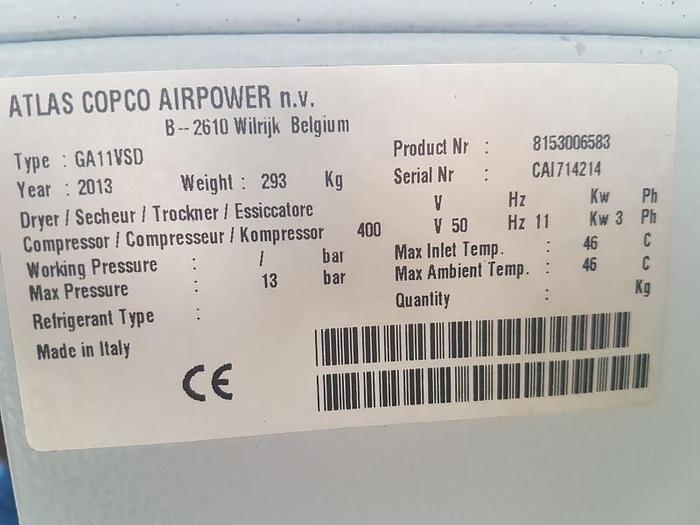 ATLAS COPCO AIRPOWER n.v.
B-- 2610 Wilrijk Belgium
Type : GA11VSD
Product Nr : 8153006583
Year : 2013 Weight : 293 Kg
Serial Nr : CAI714214
Dryer / Secheur / Trockner / Essiccatore V Hz Kw Ph
Compressor / Compresseur / Kompressor 400 V 50 Hz 11 Kw 3 Ph
Working Pressure : / bar
Max Inlet Temp. : 46 C
Max Pressure : 13 bar
Max Ambient Temp. : 46 C
Refrigerant Type :
Quantity : Kg
Made in Italy
CE